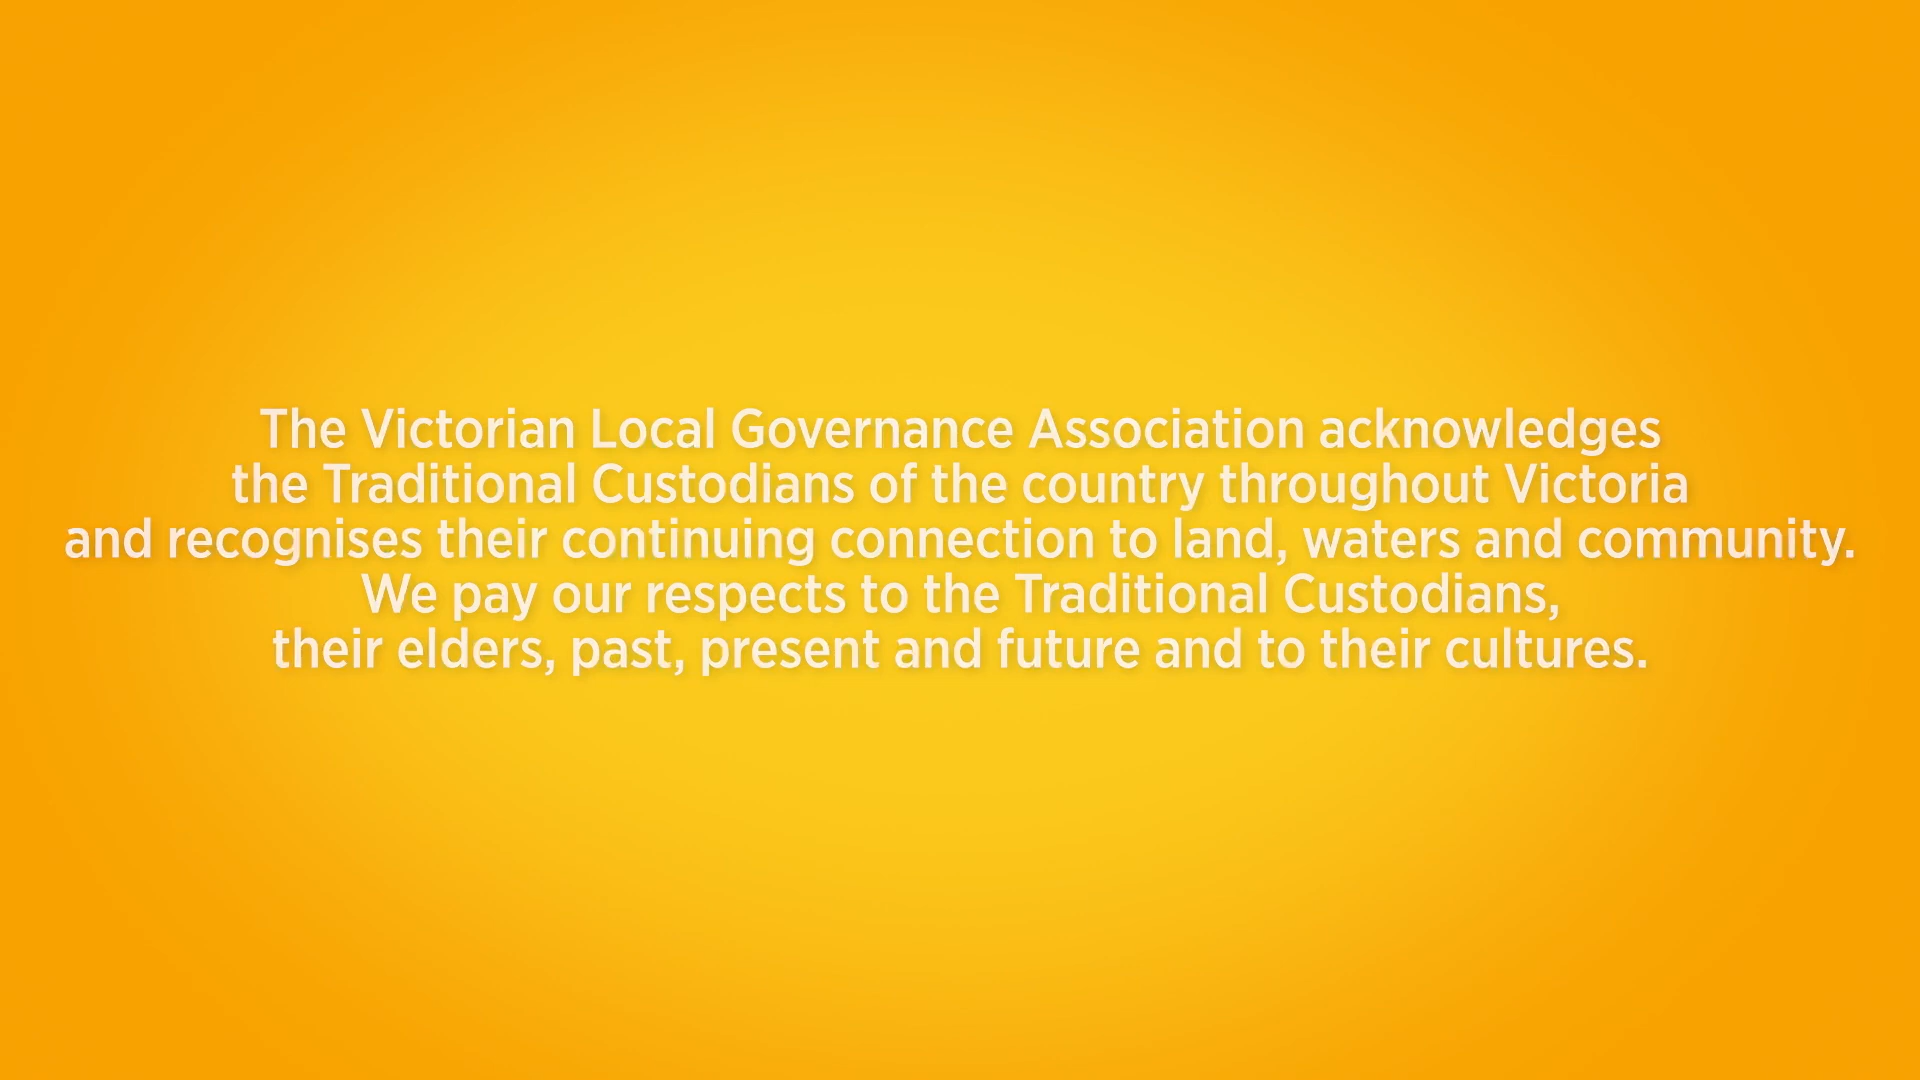 The Victorian Local Governance Association acknowledges
the Traditional Custodians of the country throughout Victoria
and recognises their continuing connection to land, waters and community.
We pay our respects to the Traditional Custodians,
their elders, past, present and future and to their cultures.